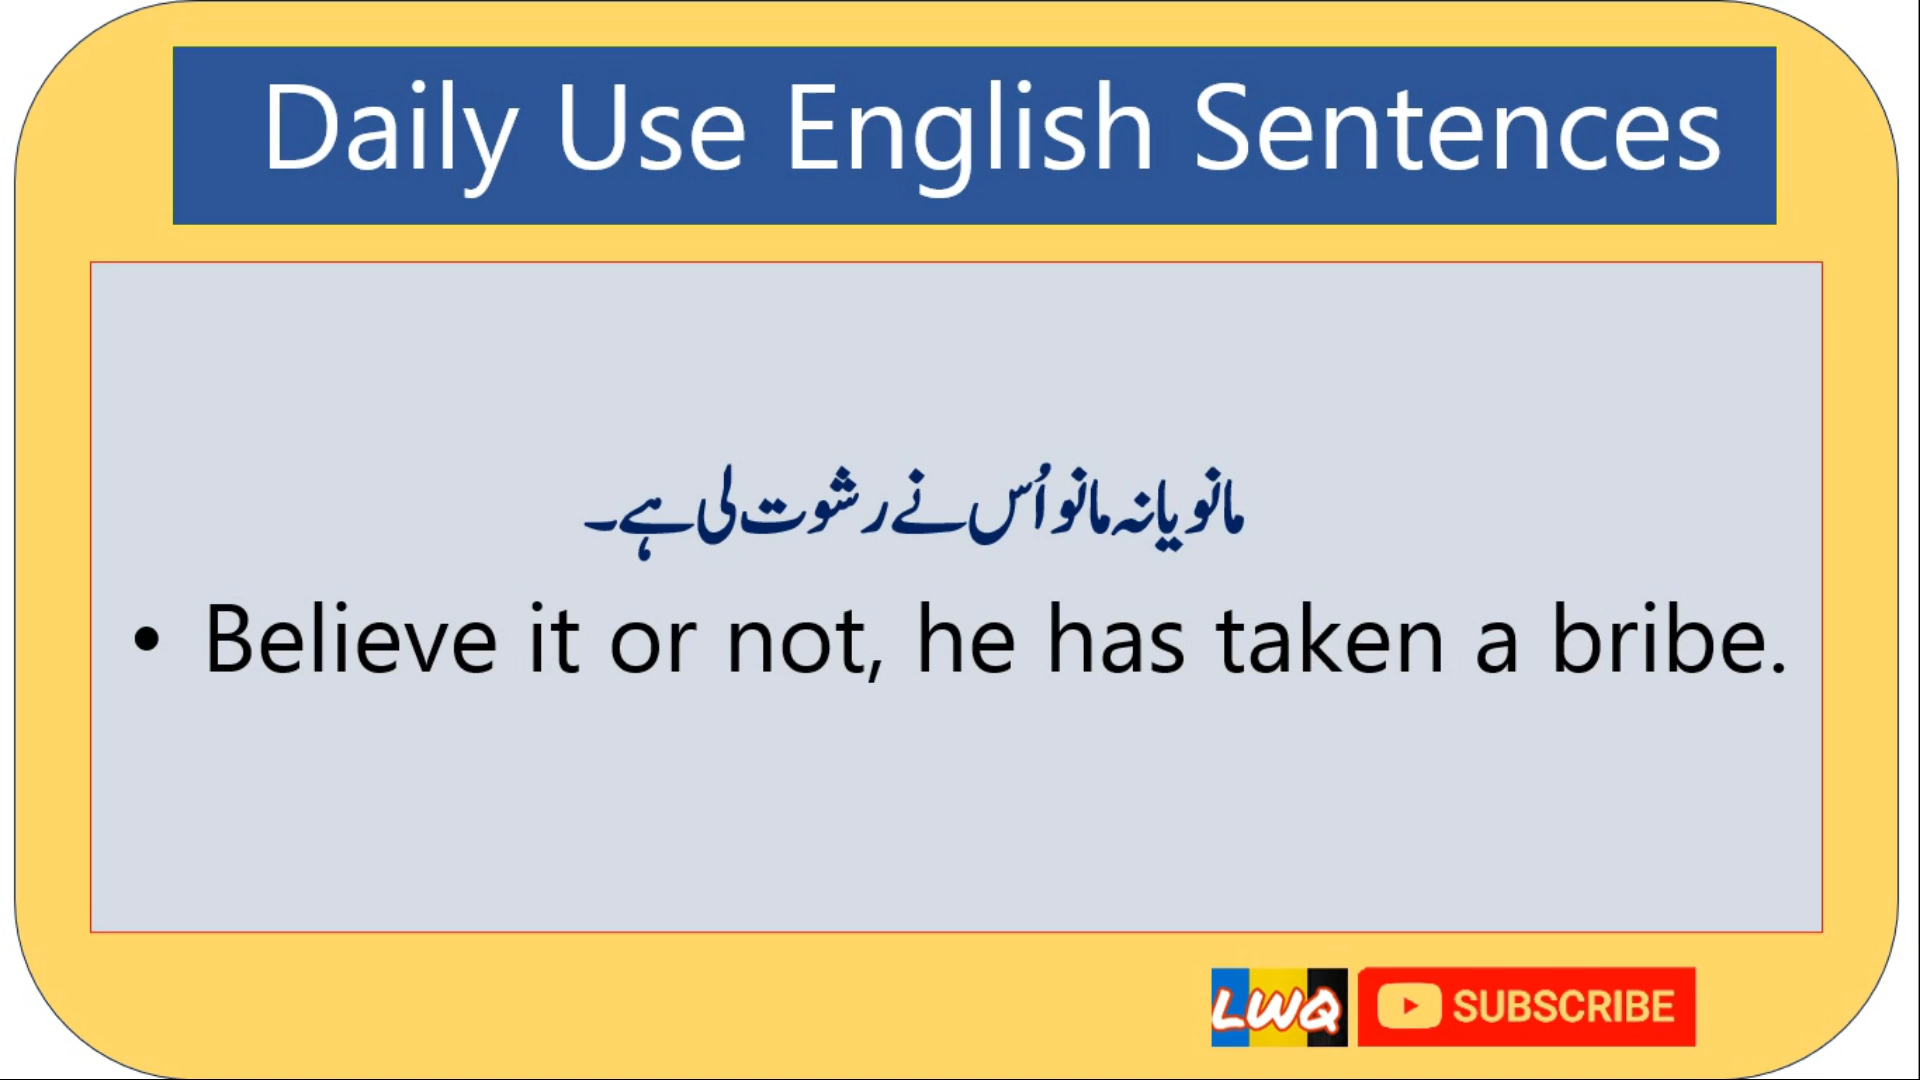 Daily Use English Sentences
مانو یا نہ مانو اُس نے رشوت لی ہے۔
• Believe it or not, he has taken a bribe.
LWQ
SUBSCRIBE